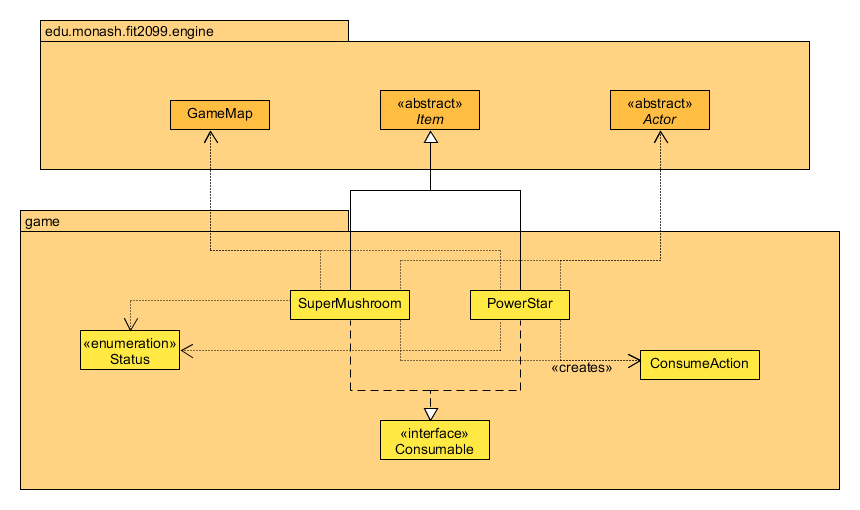 edu.monash.fit2099.engine
GameMap
«abstract»
Item
«abstract»
Actor
game
SuperMushroom
PowerStar
«enumeration»
Status
«creates»
ConsumeAction
«interface»
Consumable